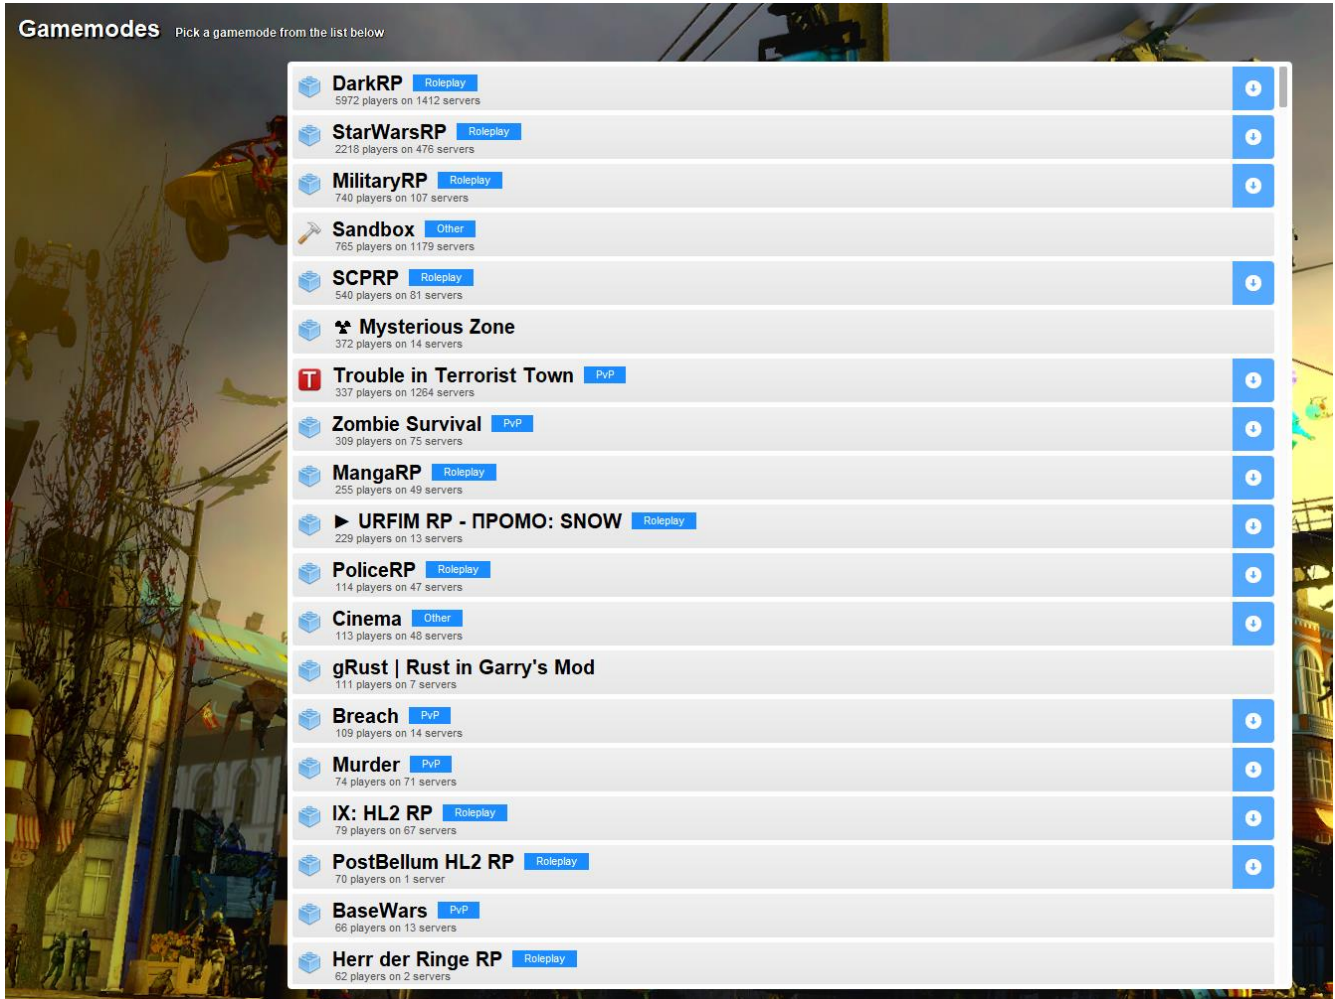 Gamemodes Pick a gamemode from the list below
DarkRP Roleplay
5972 players on 1412 servers
StarWarsRP Roleplay
2218 players on 476 servers
MilitaryRP Roleplay
740 players on 107 servers
Sandbox Other
765 players on 1179 servers
SCPRP Roleplay
540 players on 81 servers
☢ Mysterious Zone
372 players on 14 servers
T Trouble in Terrorist Town PvP
337 players on 1264 servers
Zombie Survival PvP
309 players on 75 servers
MangaRP Roleplay
255 players on 49 servers
► URFIM RP - ПРОМО: SNOW Roleplay
229 players on 13 servers
PoliceRP Roleplay
114 players on 47 servers
Cinema Other
113 players on 48 servers
gRust | Rust in Garry's Mod
111 players on 7 servers
Breach PvP
109 players on 14 servers
Murder PvP
74 players on 71 servers
IX: HL2 RP Roleplay
79 players on 67 servers
PostBellum HL2 RP Roleplay
70 players on 1 server
BaseWars PvP
66 players on 13 servers
Herr der Ringe RP Roleplay
62 players on 2 servers